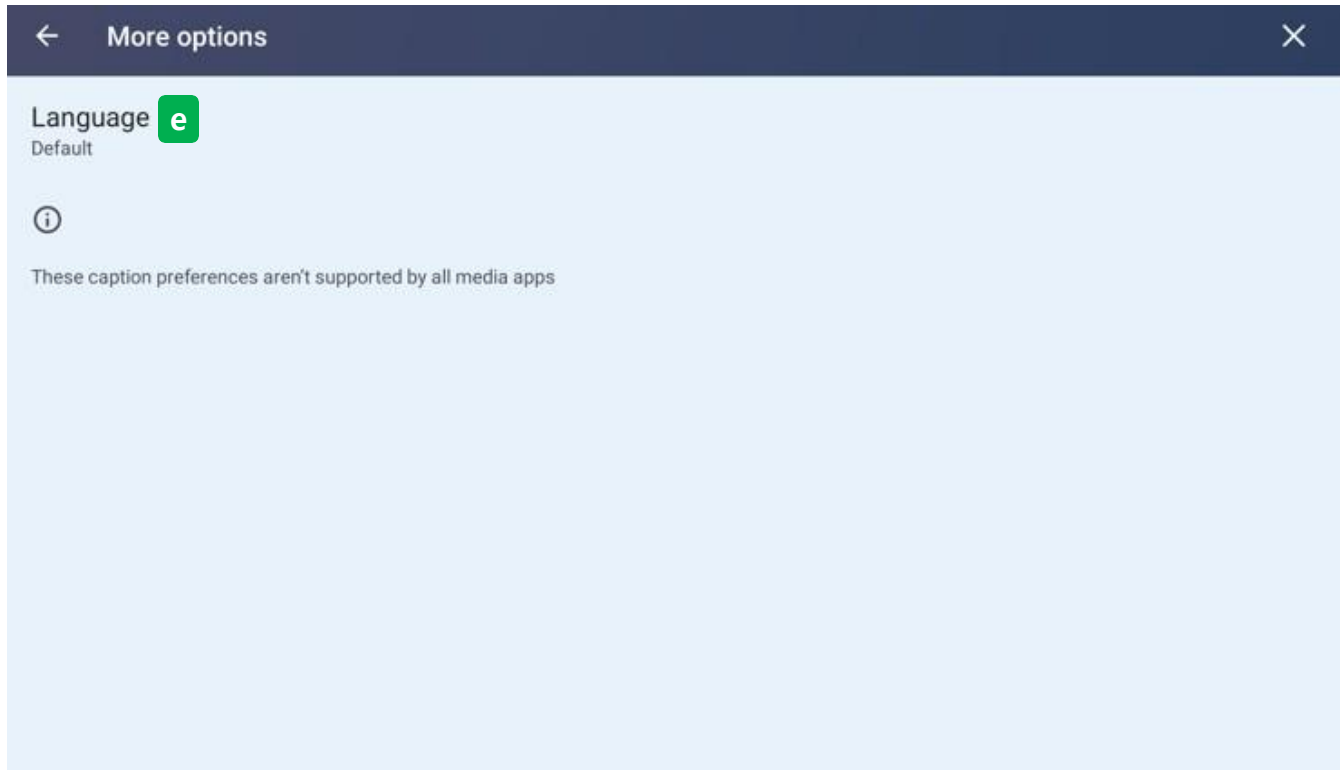 More options
Language e
Default
These caption preferences aren't supported by all media apps